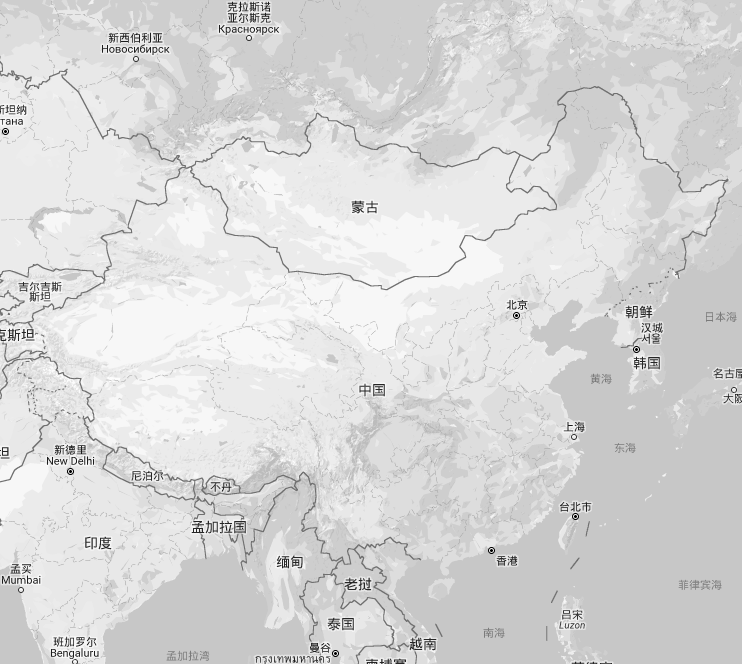 克拉斯诺
亚尔斯克
Красноярск
新西伯利亚
Новосибирск
斯坦纳
тана
蒙古
吉尔吉斯
斯坦
克斯坦
北京
朝鲜
汉城
서울
韩国
日本海
名古屋
大阪
黄海
中国
上海
东海
新德里
New Delhi
尼泊尔
不丹
坦
台北市
孟加拉国
印度
缅甸
香港
孟买
Mumbai
老挝
菲律宾海
吕宋
Luzon
泰国
南海
班加罗尔
Bengaluru
曼谷
กรุงเทพมหานคร
越南
孟加拉湾